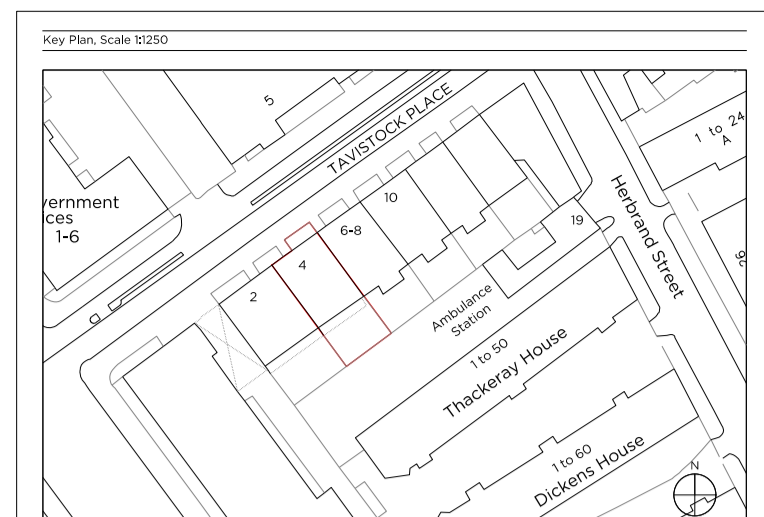 Key Plan, Scale 1:1250
5
TAVISTOCK PLACE
1 to 24
A
vernment
ces
1-6
10
6-8
4
2
19
Herbrand Street
26
Ambulance
Station
1 to 50
Thackeray House
1 to 60
Dickens House
N